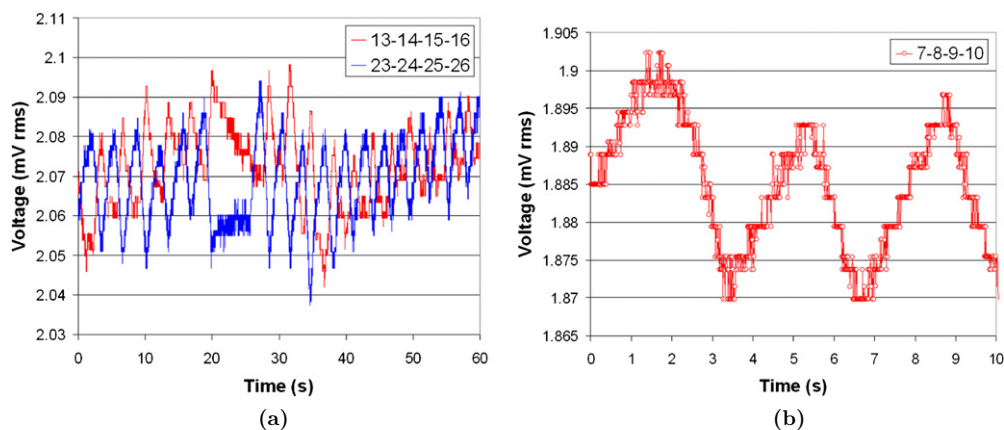 2.11
2.1
2.09
2.08
2.07
2.06
2.05
2.04
2.03
Voltage (mV rms)
13-14-15-16
23-24-25-26
0 10 20 30 40 50 60
Time (s)
(a)
1.905
1.9
1.895
1.89
1.885
1.88
1.875
1.87
1.865
Voltage (mV rms)
7-8-9-10
0 1 2 3 4 5 6 7 8 9 10
Time (s)
(b)